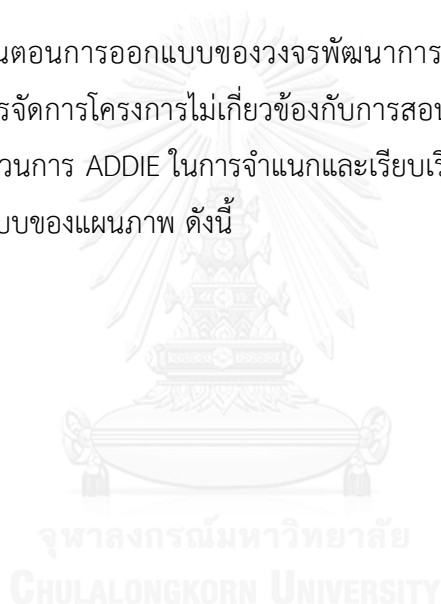 นตอนการออกแบบของวงจรพัฒนาการ
รจัดการโครงการไม่เกี่ยวข้องกับการสอน
วนการ ADDIE ในการจำแนกและเรียบเรี
บบของแผนภาพ ดังนี้
จุฬาลงกรณ์มหาวิทยาลัย
CHULALONGKORN UNIVERSITY